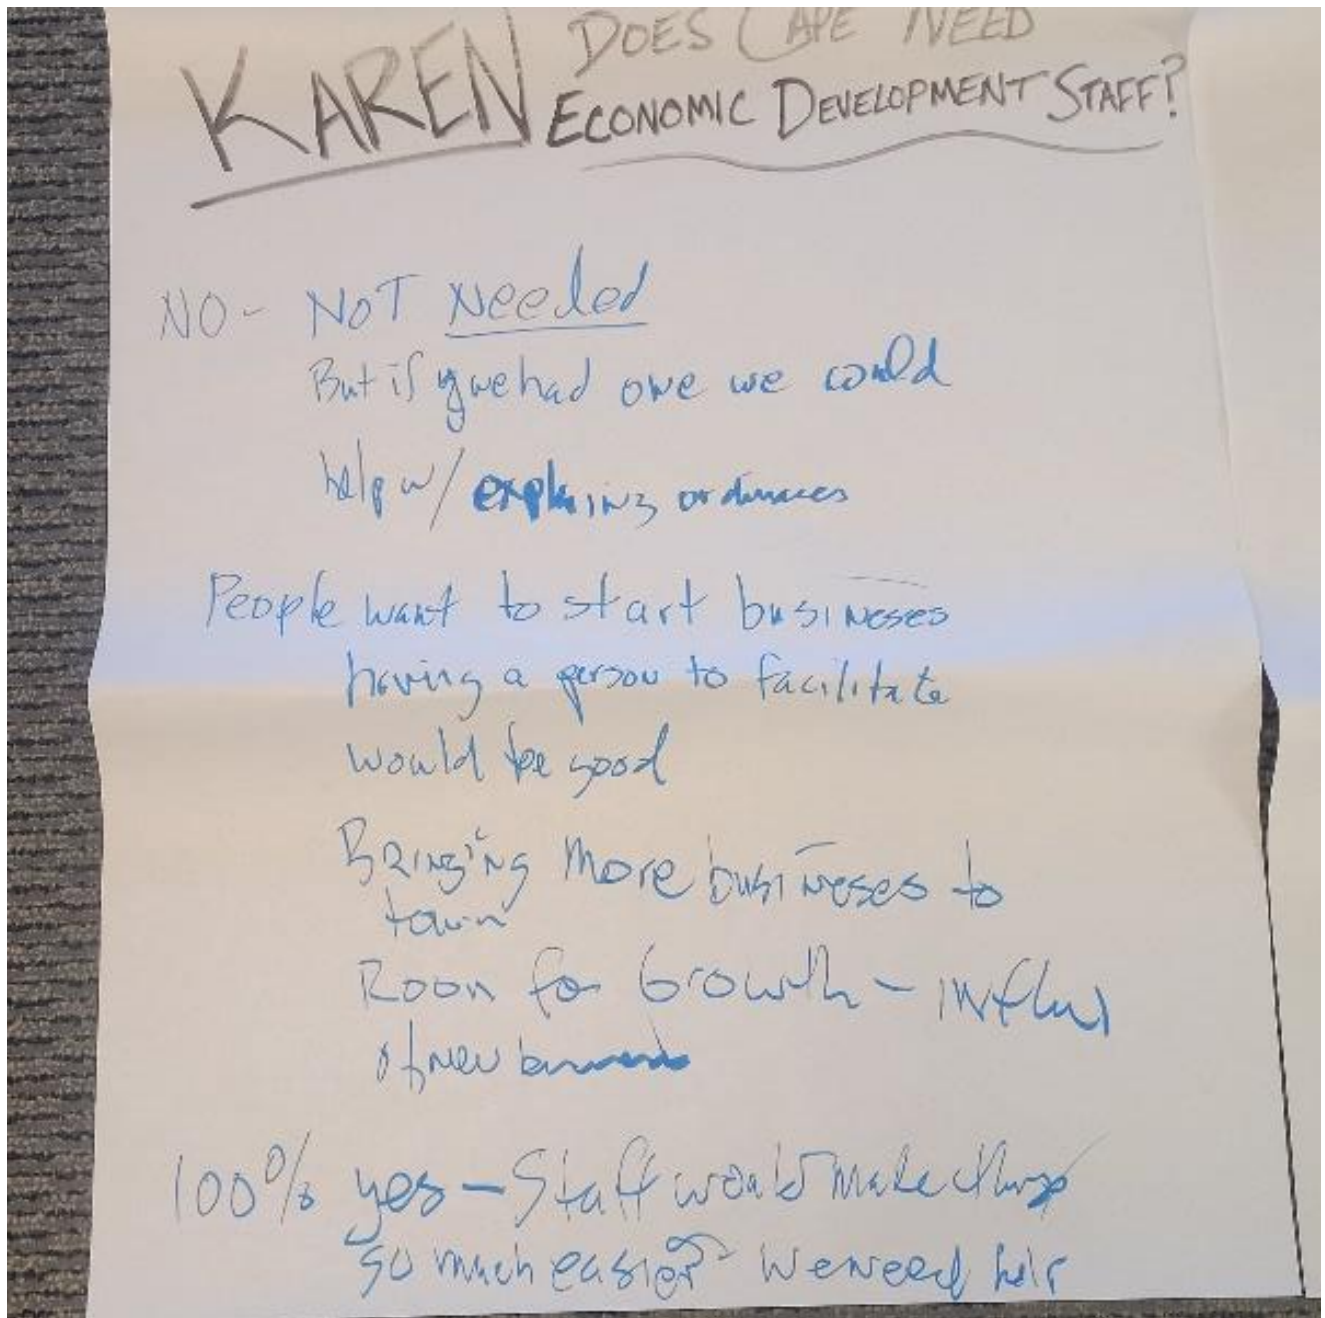 KAREN DOES CAPE NEED
ECONOMIC DEVELOPMENT STAFF?
NO - NOT Needed
But if we had one we could
help w/ explaining ordinances
People want to start businesses
having a person to facilitate
would be good
Bringing more businesses to
town
Room for Growth - influx
of new
100% yes - Staff would make things
so much easier We need help